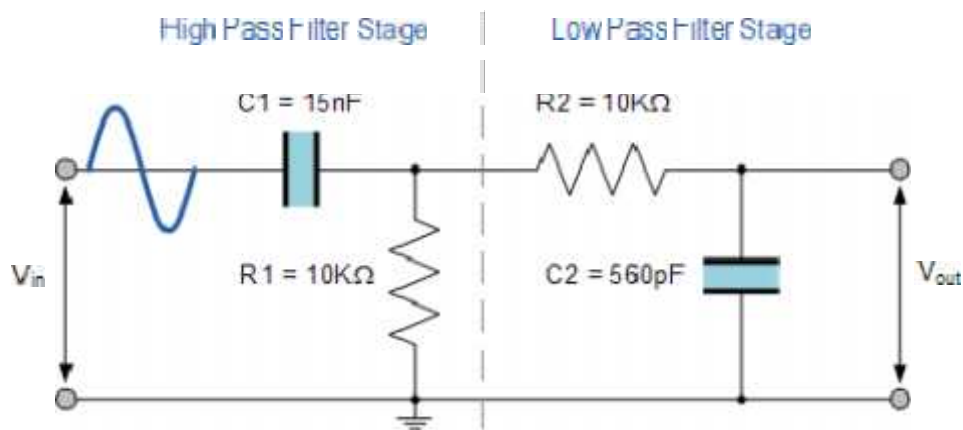 High Pass Filter Stage
Low Pass Filter Stage
C1 = 15nF
R2 = 10KΩ
Vin
R1 = 10KΩ
C2 = 560pF
Vout